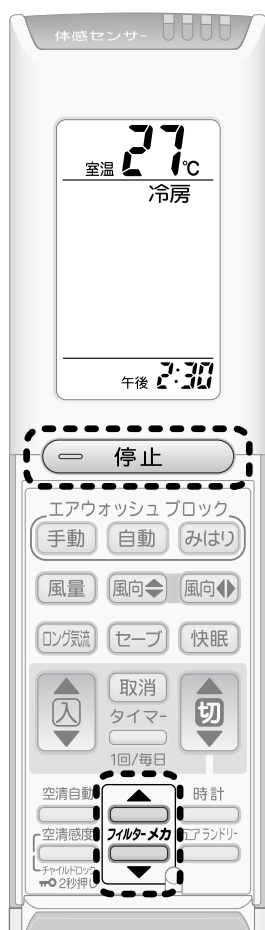 体感センサー
室温 27℃
冷房
午後 2:30
停止
エアウォッシュ ブロック
手動 自動 みはり
風量 風向 風向
ロング気流 セーブ 快眠
入 取消 切
タイマー
1回/毎日
空清自動 時計
空清感度 フィルターメカ エアランドリー
チャイルドロック
2秒押し